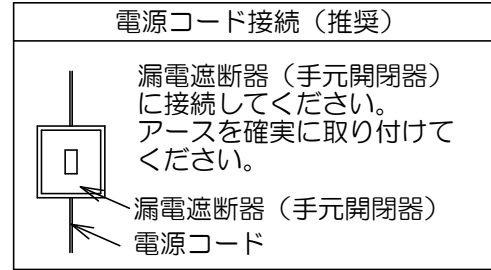 電源コード接続（推奨）
漏電遮断器（手元開閉器）
に接続してください。
アースを確実に取り付けて
ください。
漏電遮断器（手元開閉器）
電源コード